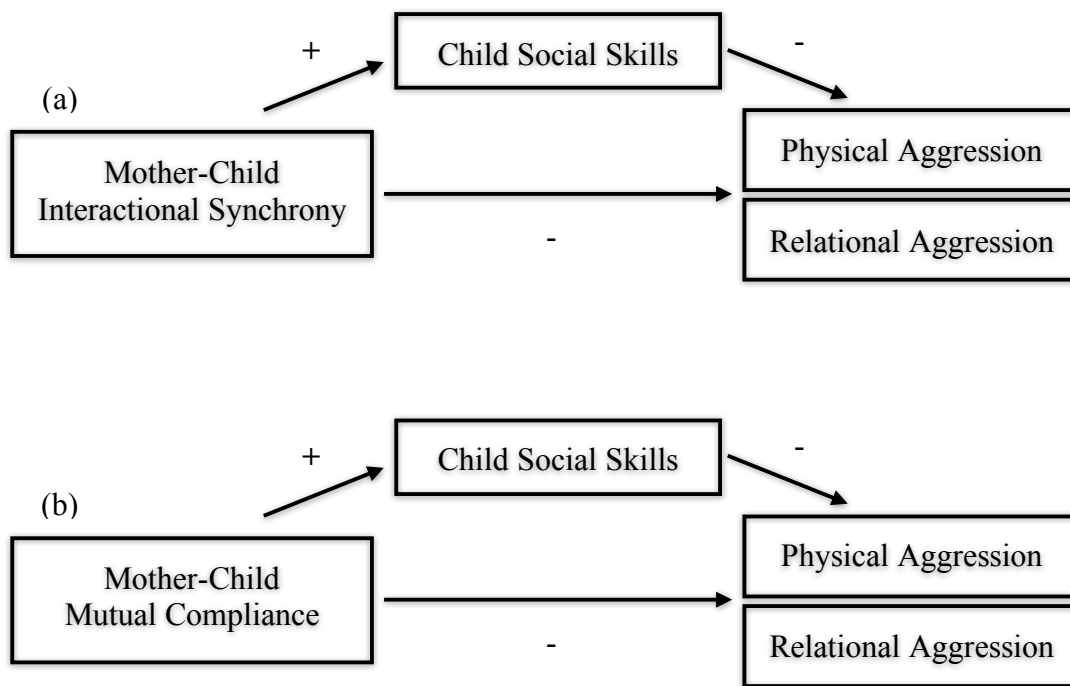 +
Child Social Skills
-
(a)
Mother-Child
Interactional Synchrony
Physical Aggression
-
Relational Aggression
+
Child Social Skills
-
(b)
Mother-Child
Mutual Compliance
Physical Aggression
-
Relational Aggression